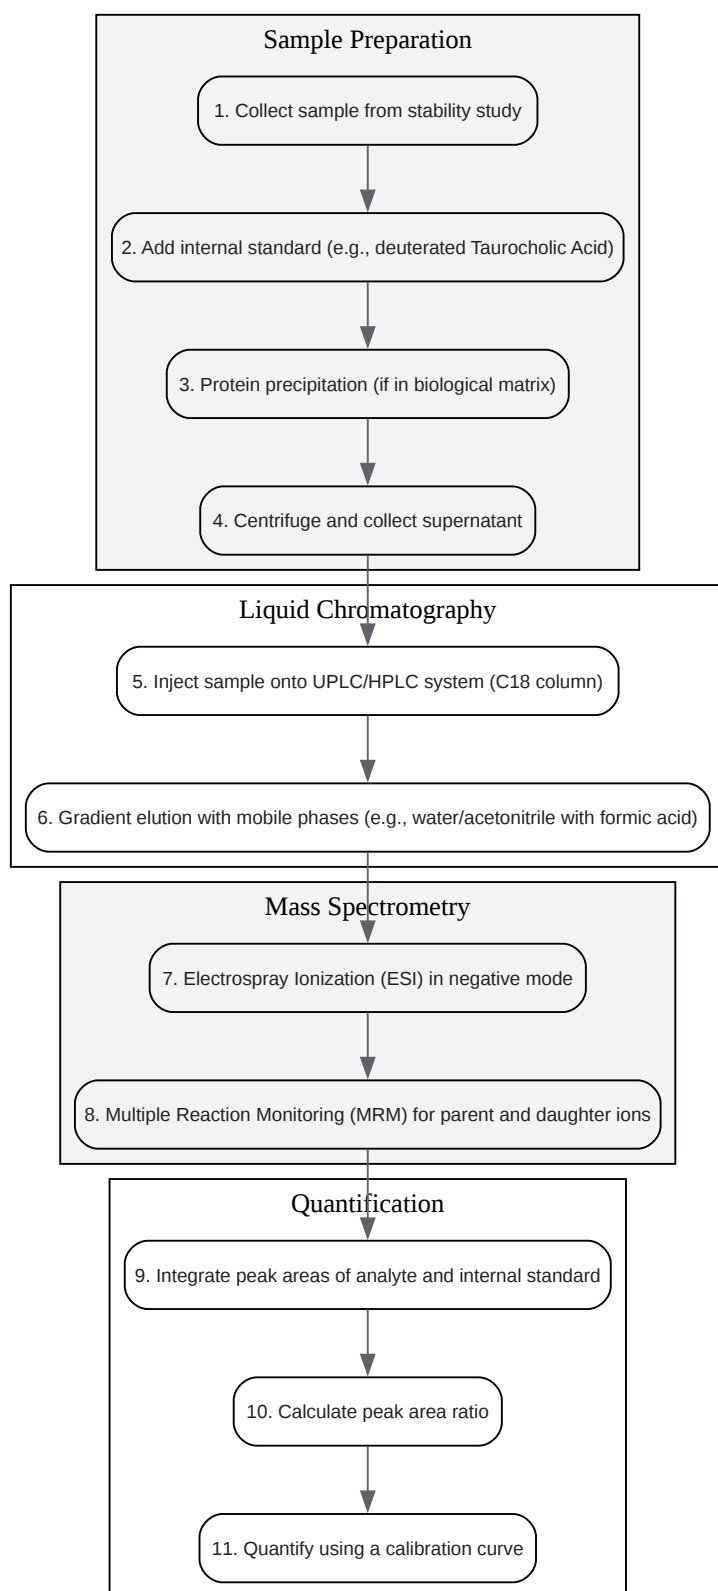 Sample Preparation
1. Collect sample from stability study
2. Add internal standard (e.g., deuterated Taurocholic Acid)
3. Protein precipitation (if in biological matrix)
4. Centrifuge and collect supernatant
Liquid Chromatography
5. Inject sample onto UPLC/HPLC system (C18 column)
6. Gradient elution with mobile phases (e.g., water/acetonitrile with formic acid)
Mass Spectrometry
7. Electrospray Ionization (ESI) in negative mode
8. Multiple Reaction Monitoring (MRM) for parent and daughter ions
Quantification
9. Integrate peak areas of analyte and internal standard
10. Calculate peak area ratio
11. Quantify using a calibration curve